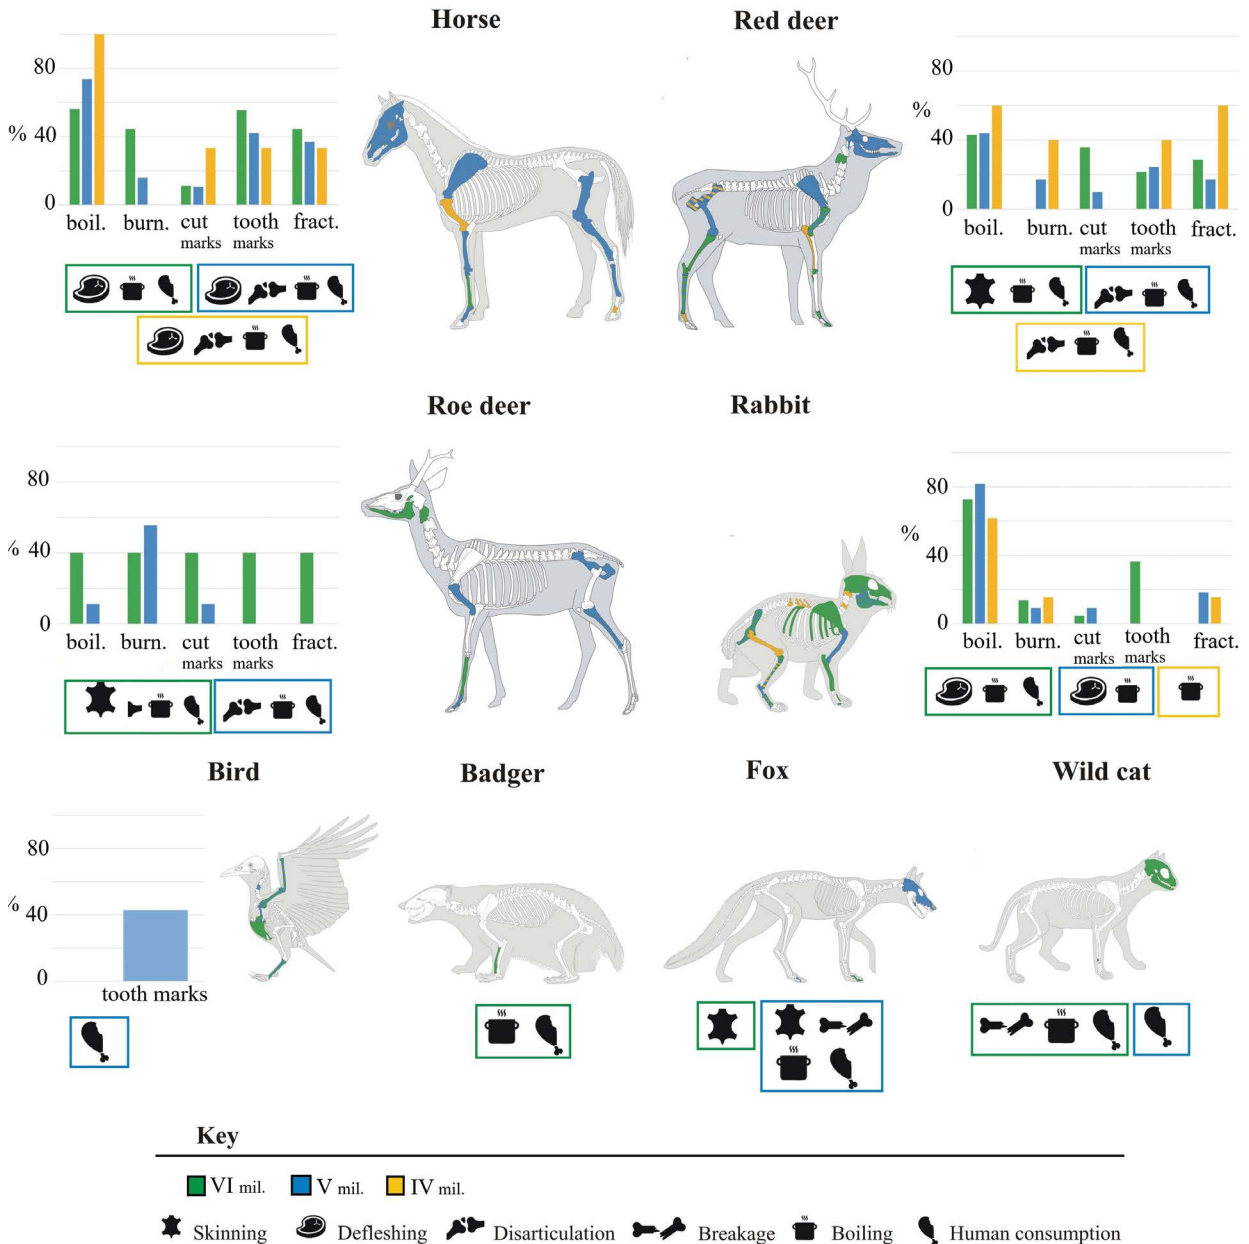 Horse
Red deer
80
% 40
0
boil. burn. cut marks tooth marks fract.
80
% 40
0
boil. burn. cut marks tooth marks fract.
Roe deer
Rabbit
80
% 40
0
boil. burn. cut marks tooth marks fract.
80
%
40
0
boil. burn. cut marks tooth marks fract.
Bird
Badger
Fox
Wild cat
80
% 40
0
tooth marks
Key
VI mil. V mil. IV mil.
Skinning Defleshing Disarticulation Breakage Boiling Human consumption